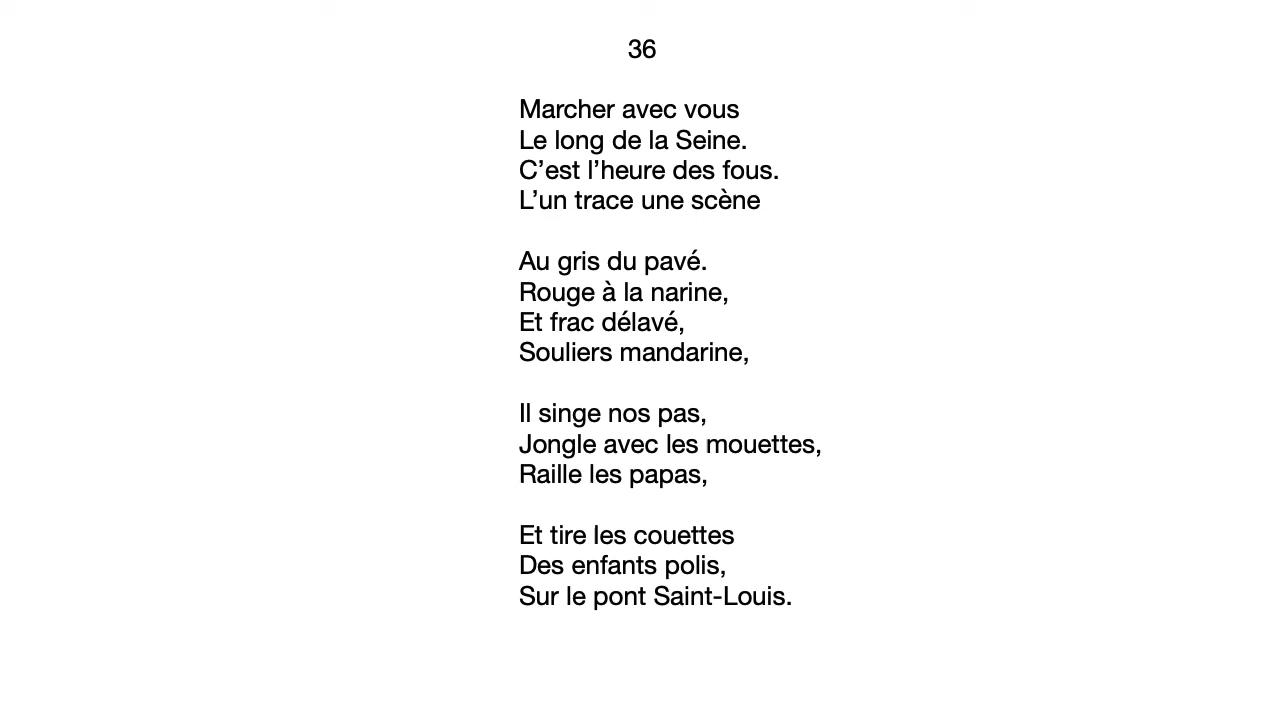 36
Marcher avec vous
Le long de la Seine.
C’est l’heure des fous.
L’un trace une scène
Au gris du pavé.
Rouge à la narine,
Et frac délavé,
Souliers mandarine,
Il singe nos pas,
Jongle avec les mouettes,
Raille les papas,
Et tire les couettes
Des enfants polis,
Sur le pont Saint-Louis.